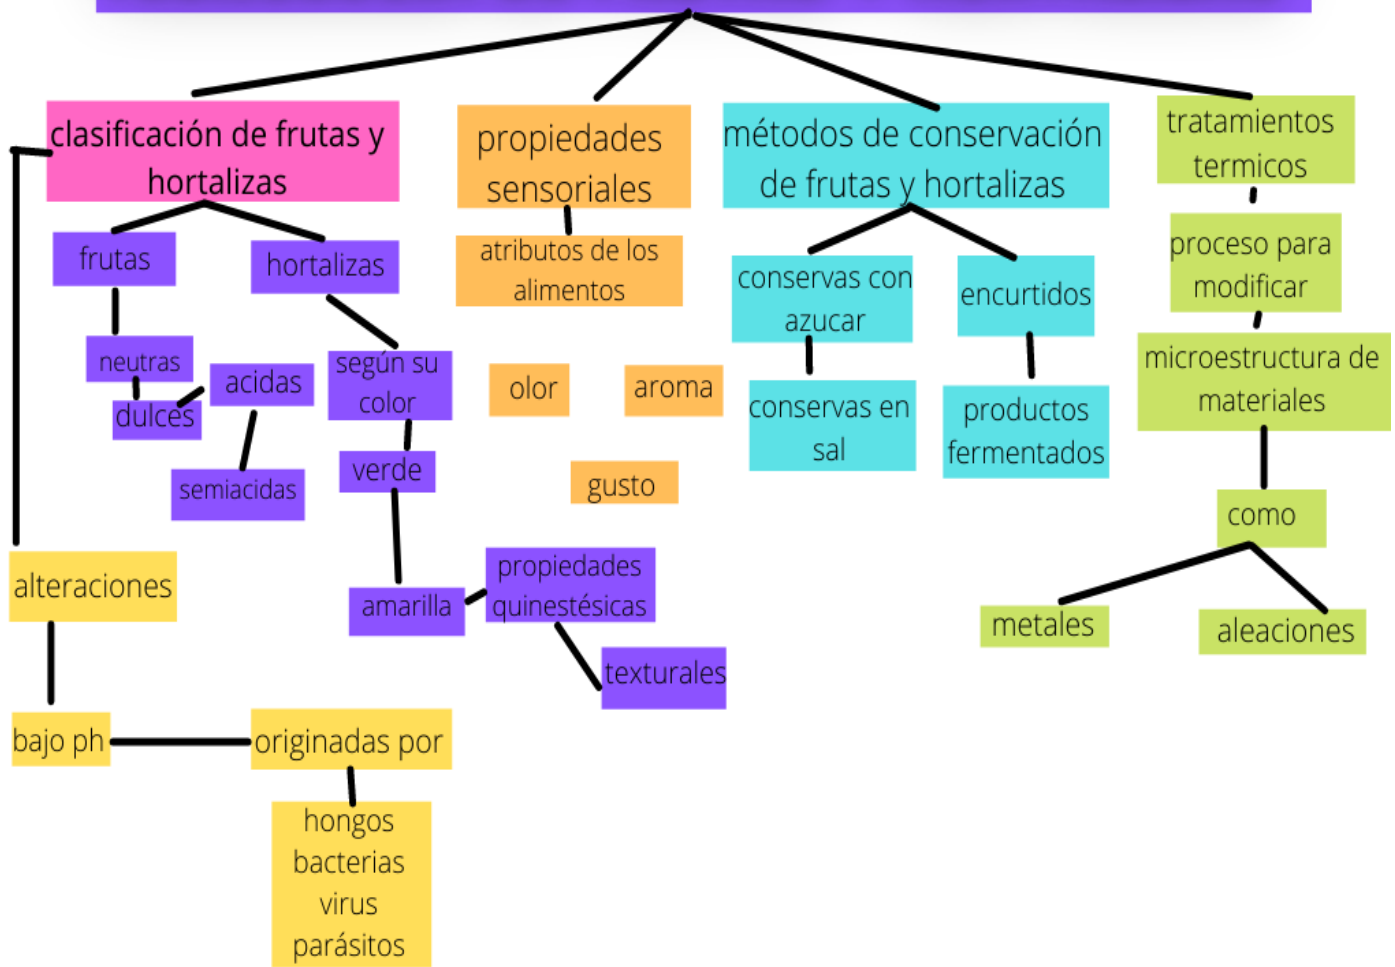 clasificación de frutas y
hortalizas
frutas
hortalizas
neutras
dulces
acidas
semiacidas
según su
color
verde
amarilla
propiedades
quinestésicas
texturales
alteraciones
bajo ph
originadas por
hongos
bacterias
virus
parásitos
propiedades
sensoriales
atributos de los
alimentos
olor
aroma
gusto
métodos de conservación
de frutas y hortalizas
conservas con
azucar
conservas en
sal
encurtidos
productos
fermentados
tratamientos
termicos
proceso para
modificar
microestructura de
materiales
como
metales
aleaciones